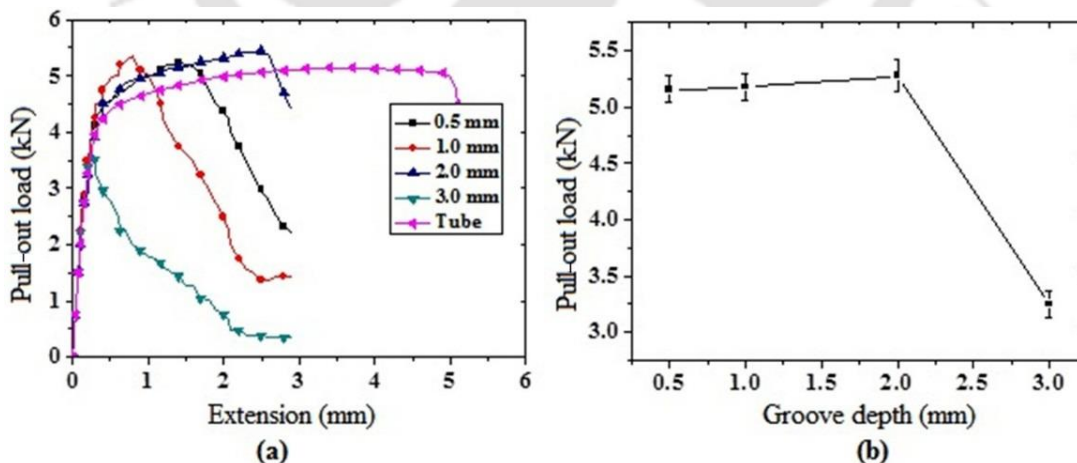 6
5
4
3
2
1
0
0 1 2 3 4 5 6
Pull-out load (kN)
Extension (mm)
0.5 mm
1.0 mm
2.0 mm
3.0 mm
Tube
(a)
5.5
5.0
4.5
4.0
3.5
3.0
0.5 1.0 1.5 2.0 2.5 3.0
Pull-out load (kN)
Groove depth (mm)
(b)